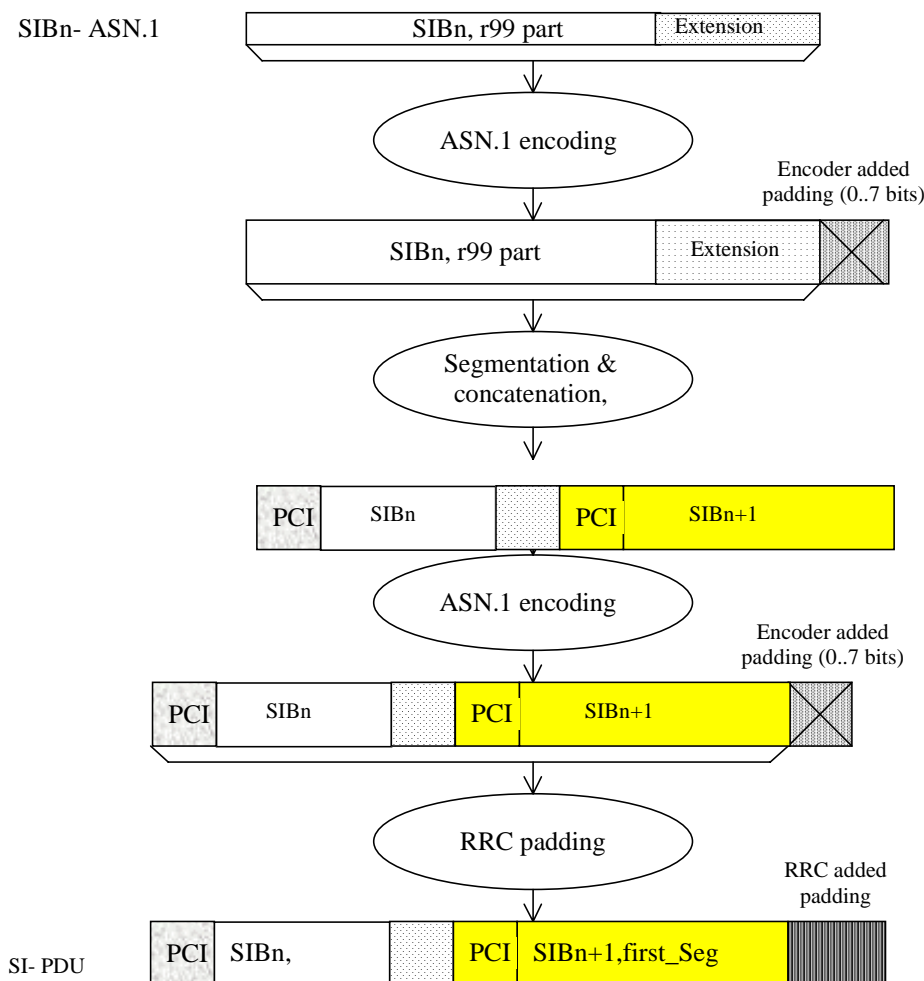 SIBn- ASN.1
SIBn, r99 part
Extension
ASN.1 encoding
Encoder added
padding (0..7 bits)
SIBn, r99 part
Extension
Segmentation &
concatenation,
PCI
SIBn
PCI
SIBn+1
ASN.1 encoding
Encoder added
padding (0..7 bits)
PCI
SIBn
PCI
SIBn+1
RRC padding
RRC added
padding
SI- PDU
PCI
SIBn,
PCI
SIBn+1,first_Seg